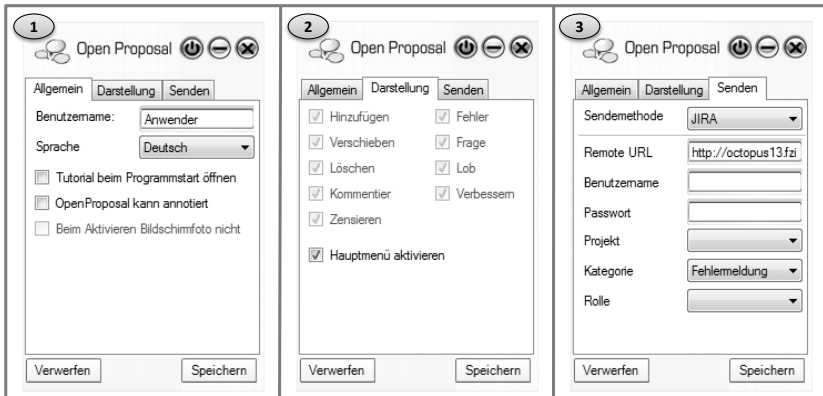 1
Open Proposal
Allgemein Darstellung Senden
Benutzername: Anwender
Sprache Deutsch
Tutorial beim Programmstart öffnen
OpenProposal kann annotiert
Beim Aktivieren Bildschirmfoto nicht
Verwerfen Speichern
2
Open Proposal
Allgemein Darstellung Senden
Hinzufügen Fehler
Verschieben Frage
Löschen Lob
Kommentier Verbessern
Zensieren
Hauptmenü aktivieren
Verwerfen Speichern
3
Open Proposal
Allgemein Darstellung Senden
Sendemethode JIRA
Remote URL http://octopus13.fzi
Benutzername
Passwort
Projekt
Kategorie Fehlermeldung
Rolle
Verwerfen Speichern